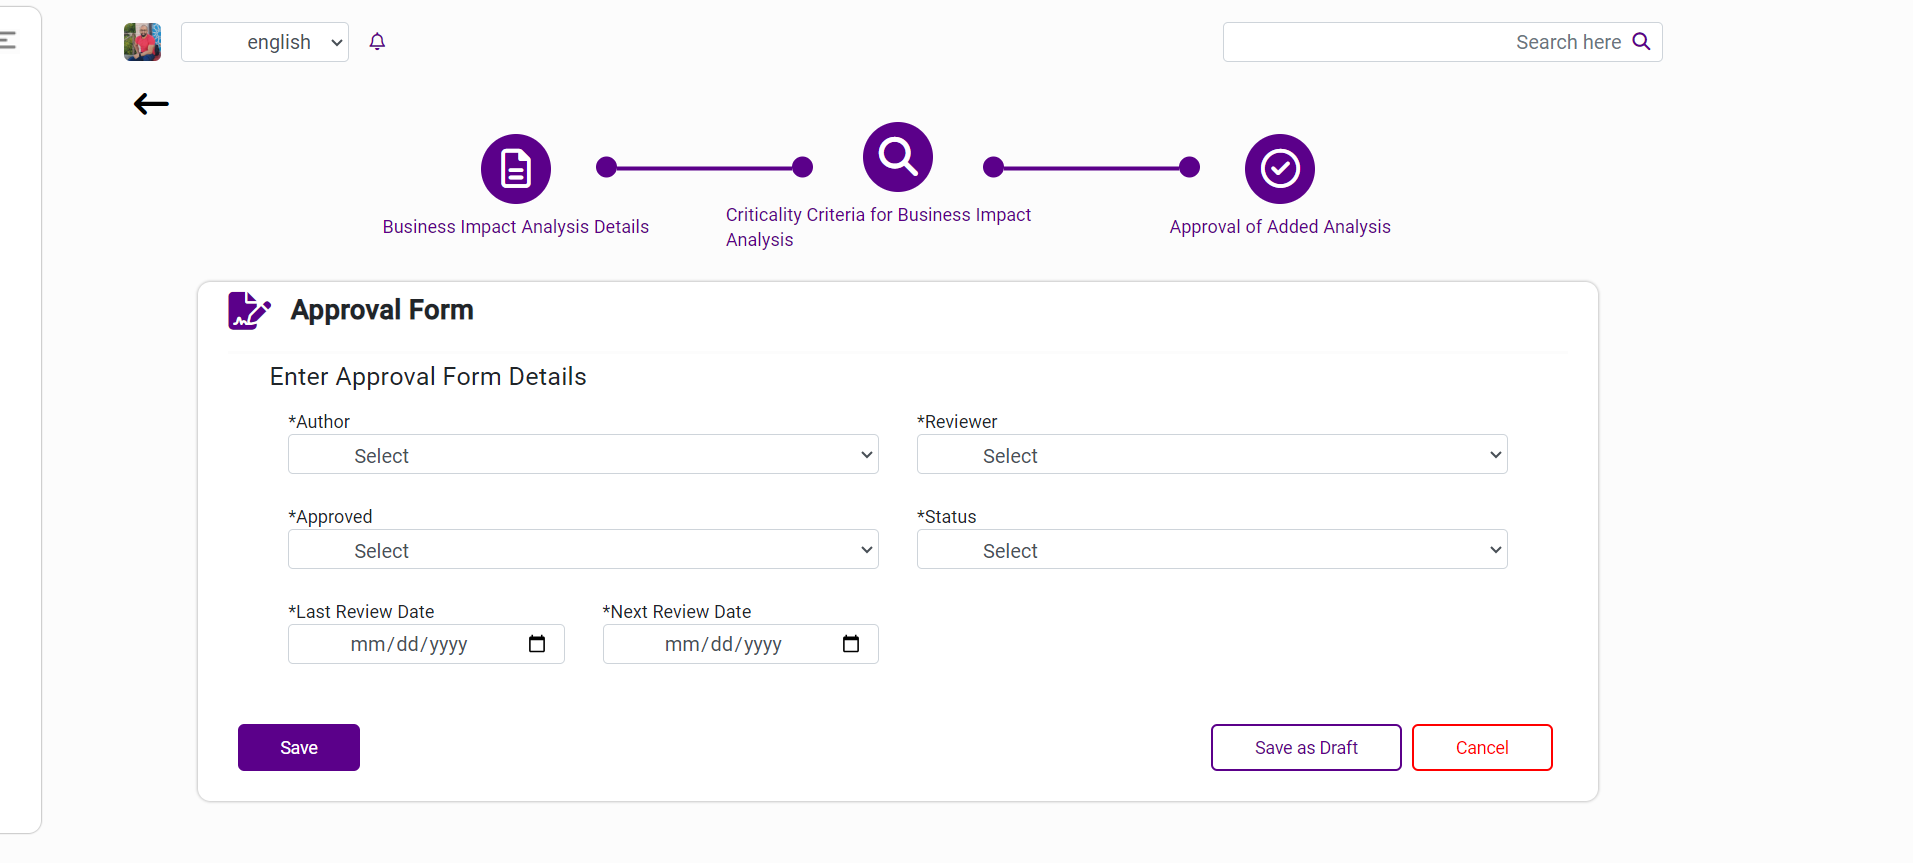 english
Search here
Business Impact Analysis Details
Criticality Criteria for Business Impact
Analysis
Approval of Added Analysis
Approval Form
Enter Approval Form Details
*Author
*Reviewer
Select
Select
*Approved
*Status
Select
Select
*Last Review Date
*Next Review Date
mm/dd/yyyy
mm/dd/yyyy
Save
Save as Draft
Cancel